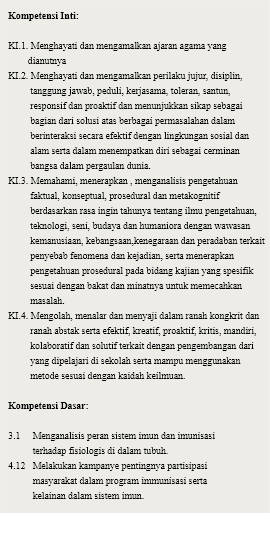 Kompetensi Inti:
KI.1. Menghayati dan mengamalkan ajaran agama yang
dianutnya
KI.2. Menghayati dan mengamalkan perilaku jujur, disiplin,
tanggung jawab, peduli, kerjasama, toleran, santun,
responsif dan proaktif dan menunjukkan sikap sebagai
bagian dari solusi atas berbagai permasalahan dalam
berinteraksi secara efektif dengan lingkungan sosial dan
alam serta dalam menempatkan diri sebagai cerminan
bangsa dalam pergaulan dunia.
KI.3. Memahami, menerapkan , menganalisis pengetahuan
faktual, konseptual, prosedural dan metakognitif
berdasarkan rasa ingin tahunya tentang ilmu pengetahuan,
teknologi, seni, budaya dan humaniora dengan wawasan
kemanusiaan, kebangsaan,kenegaraan dan peradaban terkait
penyebab fenomena dan kejadian, serta menerapkan
pengetahuan prosedural pada bidang kajian yang spesifik
sesuai dengan bakat dan minatnya untuk memecahkan
masalah.
KI.4. Mengolah, menalar dan menyaji dalam ranah kongkrit dan
ranah abstak serta efektif, kreatif, proaktif, kritis, mandiri,
kolaboratif dan solutif terkait dengan pengembangan dari
yang dipelajari di sekolah serta mampu menggunakan
metode sesuai dengan kaidah keilmuan.
Kompetensi Dasar:
3.1 Menganalisis peran sistem imun dan imunisasi
terhadap fisiologis di dalam tubuh.
4.12 Melakukan kampanye pentingnya partisipasi
masyarakat dalam program immunisasi serta
kelainan dalam sistem imun.